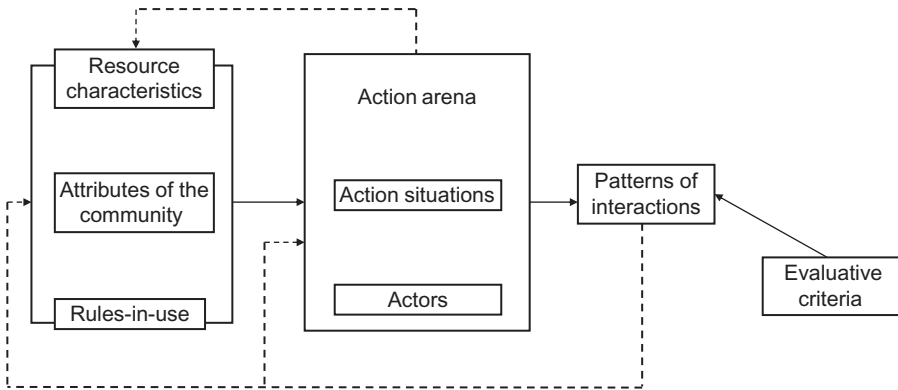 Resource
characteristics
Attributes of the
community
Rules-in-use
Action arena
Action situations
Actors
Patterns of
interactions
Evaluative
criteria